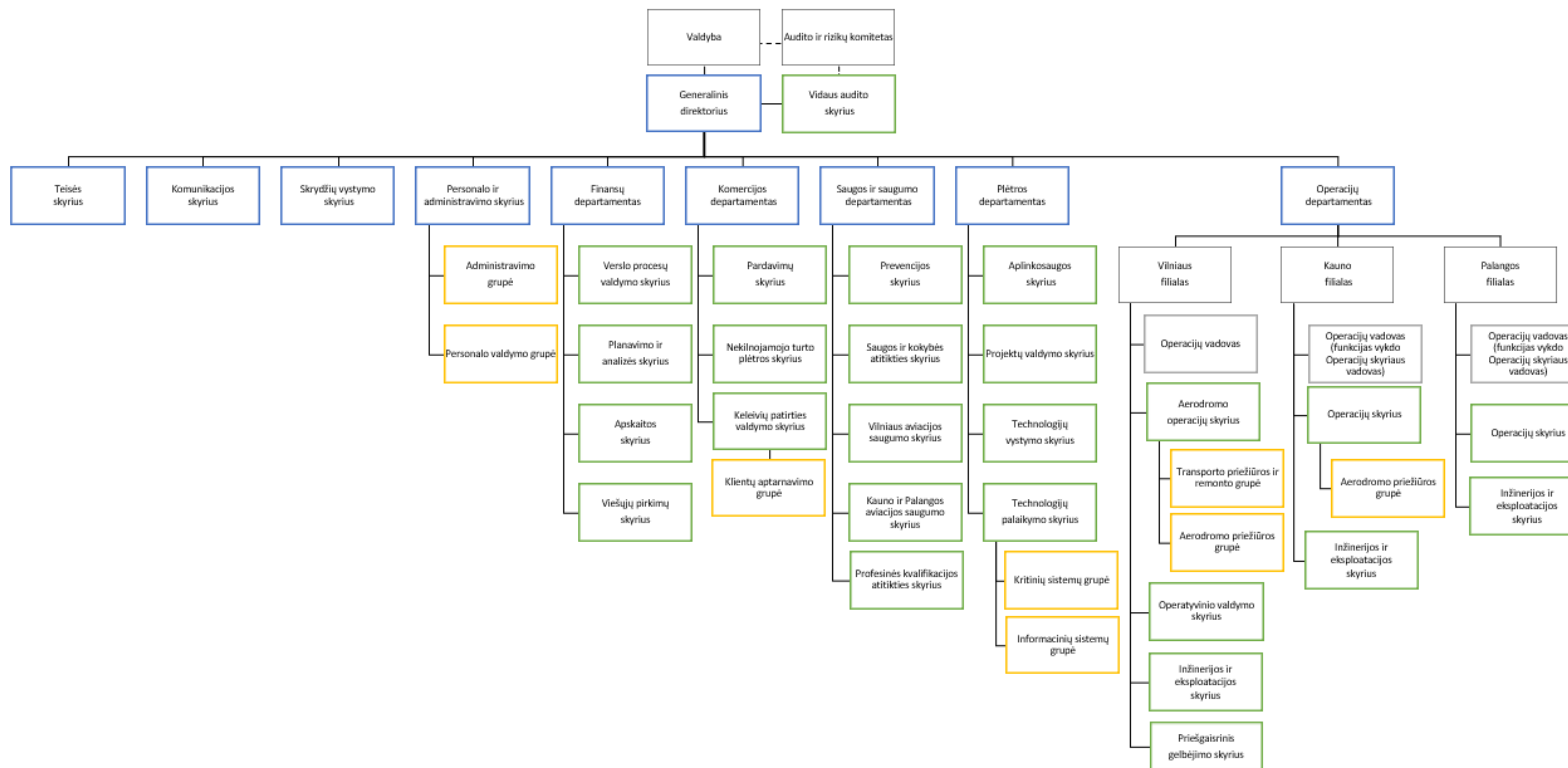 Valdyba
Audito ir rizikų komitetas
Generalinis
direktorius
Vidaus audito
skyrius
Teisės
skyrius
Komunikacijos
skyrius
Skrydžių vystymo
skyrius
Personalo ir
administravimo skyrius
Finansų
departamentas
Komercijos
departamentas
Saugos ir saugumo
departamentas
Plėtros
departamentas
Operacijų
departamentas
Administravimo
grupė
Personalo valdymo grupė
Verslo procesų
valdymo skyrius
Planavimo ir
analizės skyrius
Apskaitos
skyrius
Viešųjų pirkimų
skyrius
Pardavimų
skyrius
Nekilnojamojo turto
plėtros skyrius
Keleivių patirties
valdymo skyrius
Klientų aptarnavimo
grupė
Prevencijos
skyrius
Saugos ir kokybės
atitikties skyrius
Vilniaus aviacijos
saugumo skyrius
Kauno ir Palangos
aviacijos saugumo
skyrius
Profesinės kvalifikacijos
atitikties skyrius
Aplinkosaugos
skyrius
Projektų valdymo skyrius
Technologijų
vystymo skyrius
Technologijų
palaikymo skyrius
Kritinių sistemų grupė
Informacinių sistemų
grupė
Vilniaus
filialas
Operacijų vadovas
Aerodromo
operacijų skyrius
Transporto priežiūros ir
remonto grupė
Aerodromo priežiūros
grupė
Operatyvinio valdymo
skyrius
Inžinerijos ir
eksploatacijos
skyrius
Priešgaisrinis
gelbėjimo skyrius
Kauno
filialas
Operacijų vadovas
(funkcijas vykdo
Operacijų skyriaus
vadovas)
Operacijų skyrius
Aerodromo priežiūros
grupė
Inžinerijos ir
eksploatacijos
skyrius
Palangos
filialas
Operacijų vadovas
(funkcijas vykdo
Operacijų skyriaus
vadovas)
Operacijų skyrius
Inžinerijos ir
eksploatacijos
skyrius